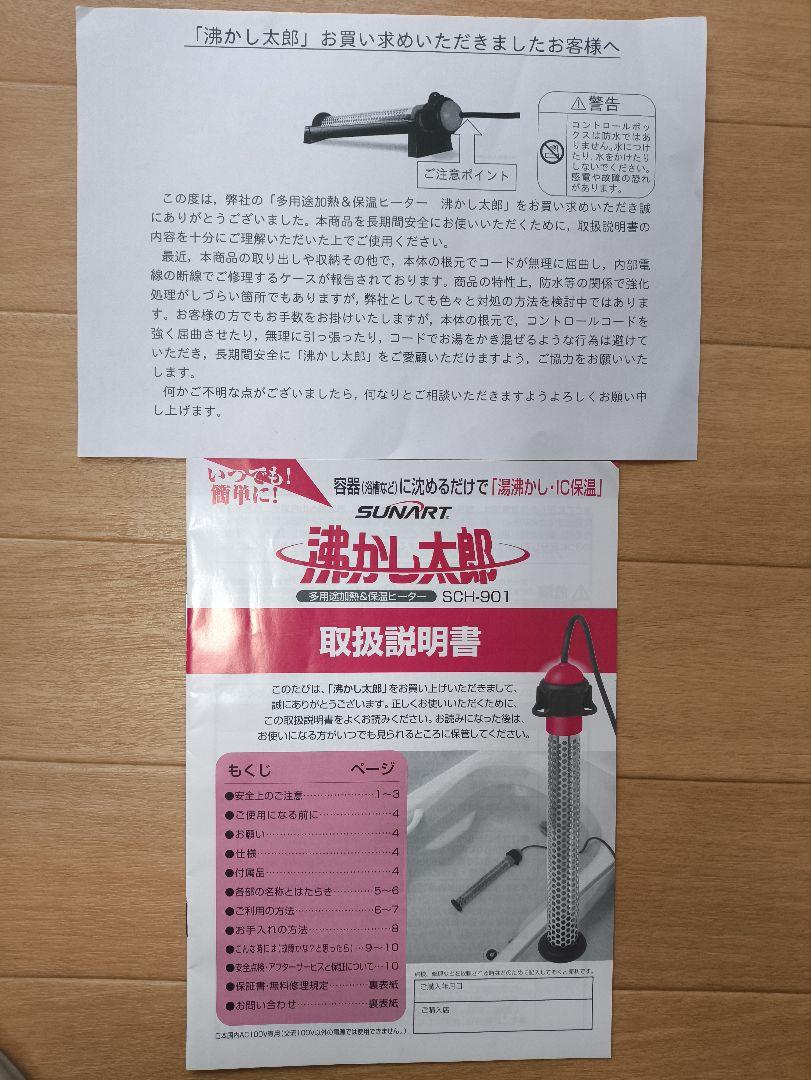 「沸かし太郎」お買い求めいただきましたお客様へ
⚠警告
コントロールボッ
クスは防水ではあ
りません。水につけ
たり、水をかけたり
しないでください。
感電や故障の恐れ
があります。
ご注意ポイント
この度は，弊社の「多用途加熱＆保温ヒーター 沸かし太郎」をお買い求めいただき誠
にありがとうございました。本商品を長期間安全にお使いいただくために，取扱説明書の
内容を十分にご理解いただいた上でご使用ください。
最近，本商品の取り出しや収納その他で，本体の根元でコードが無理に屈曲し，内部電
線の断線でご修理するケースが報告されております。商品の特性上，防水等の関係で強化
処理がしづらい箇所でもありますが，弊社としても色々と対処の方法を検討中ではありま
す。お客様の方でもお手数をお掛けいたしますが，本体の根元で，コントロールコードを
強く屈曲させたり，無理に引っ張ったり，コードでお湯をかき混ぜるような行為は避けて
いただき，長期間安全に「沸かし太郎」をご愛顧いただけますよう，ご協力をお願いいた
します。
何かご不明な点がございましたら，何なりとご相談いただきますようよろしくお願い申
し上げます。
いつでも!
簡単に!
容器(浴槽など)に沈めるだけで「湯沸かし・IC保温」
SUNART
沸かし太郎
多用途加熱&保温ヒーター SCH-901
取扱説明書
このたびは、「沸かし太郎」をお買い上げいただきまして、
誠にありがとうございます。正しくお使いいただくために、
この取扱説明書をよくお読みください。お読みになった後は、
お使いになる方がいつでも見られるところに保管してください。
もくじ ページ
●安全上のご注意……………………1～3
●ご使用になる前に……………………4
●お願い……………………4
●仕様……………………4
●付属品……………………4
●各部の名称とはたらき…………5～6
●ご利用の方法……………………6～7
●お手入れの方法……………………8
●こんな時には(故障かな?と思ったら)…9～10
●安全点検・アフターサービスと保証について…10
●保証書・無料修理規定…………裏表紙
●お問い合わせ…………………裏表紙
日本国内AC100V専用(交流100V以外の電源では使用できません。)
ご購入年月日
ご購入店